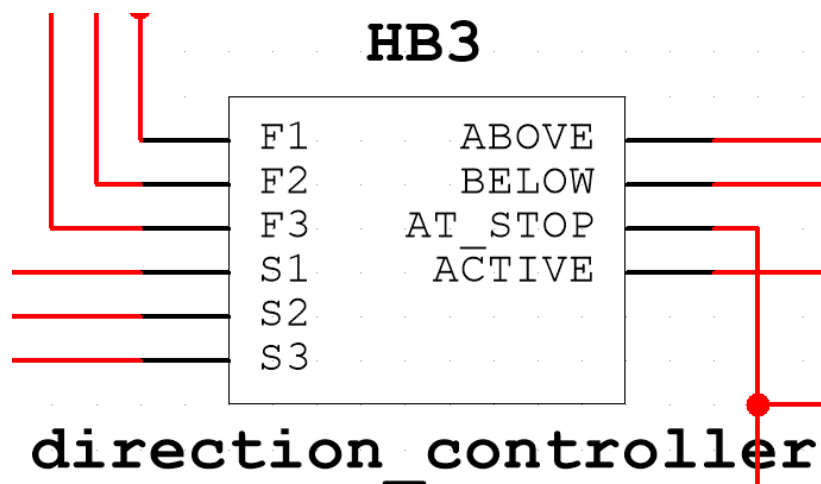 HB3
F1 ABOVE
F2 BELOW
F3 AT_STOP
S1 ACTIVE
S2
S3
direction_controller